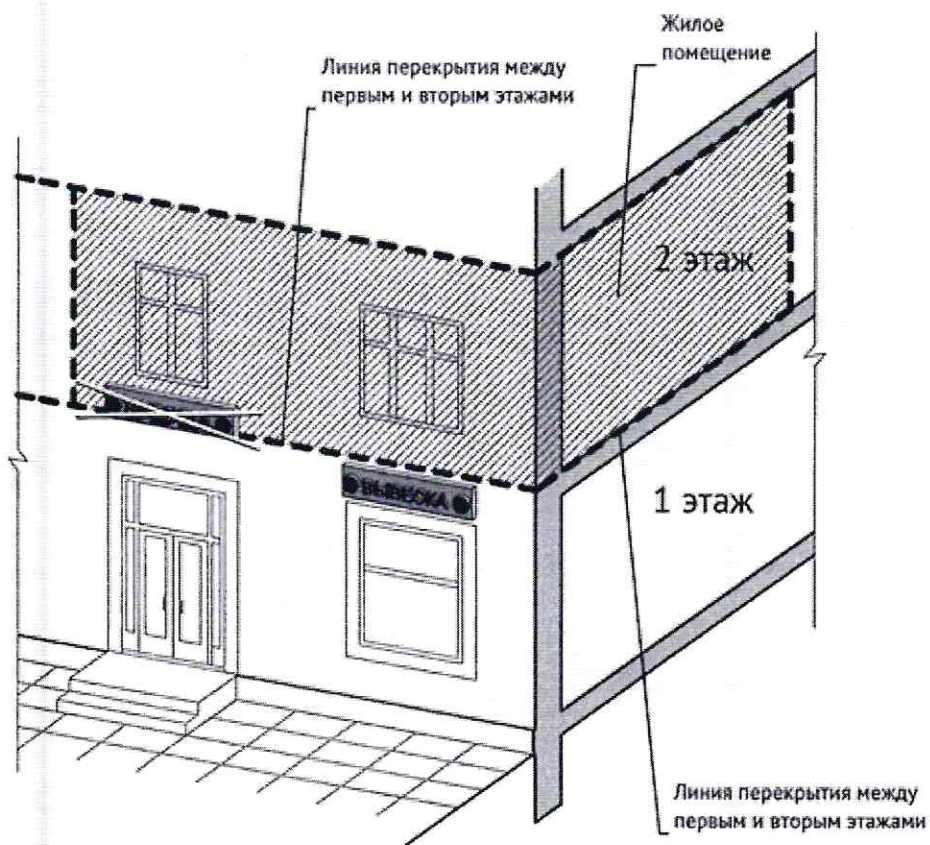 Жилое
помещение
Линия перекрытия между
первым и вторым этажами
2 этаж
ВЫВЕСКА
1 этаж
Линия перекрытия между
первым и вторым этажами